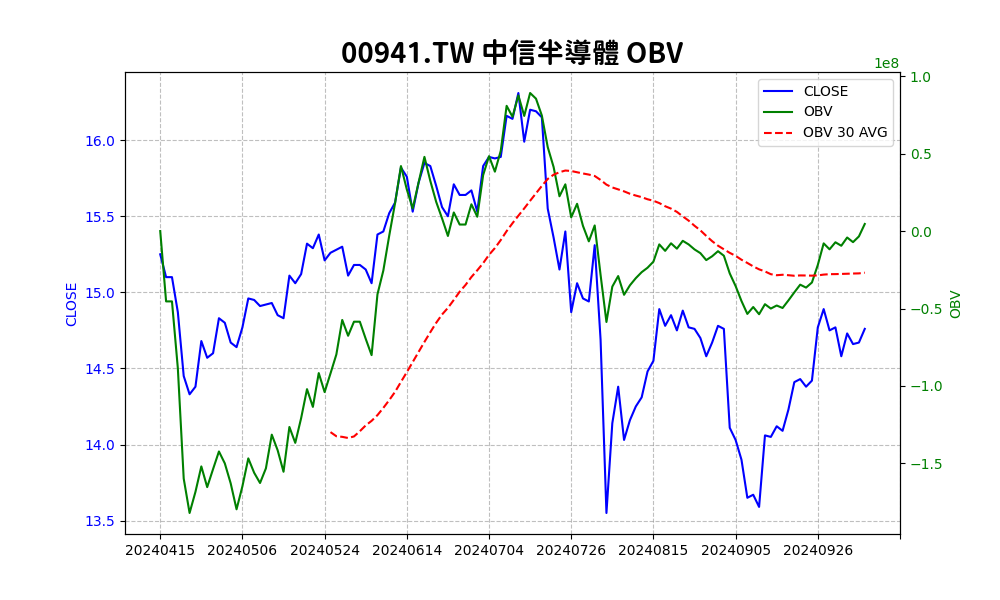 00941.TW 中信半導體 OBV
1e8
CLOSE
OBV
OBV 30 AVG
16.0
15.5
15.0
14.5
14.0
13.5
CLOSE
1.0
0.5
0.0
−0.5
−1.0
−1.5
OBV
20240415 20240506 20240524 20240614 20240704 20240726 20240815 20240905 20240926